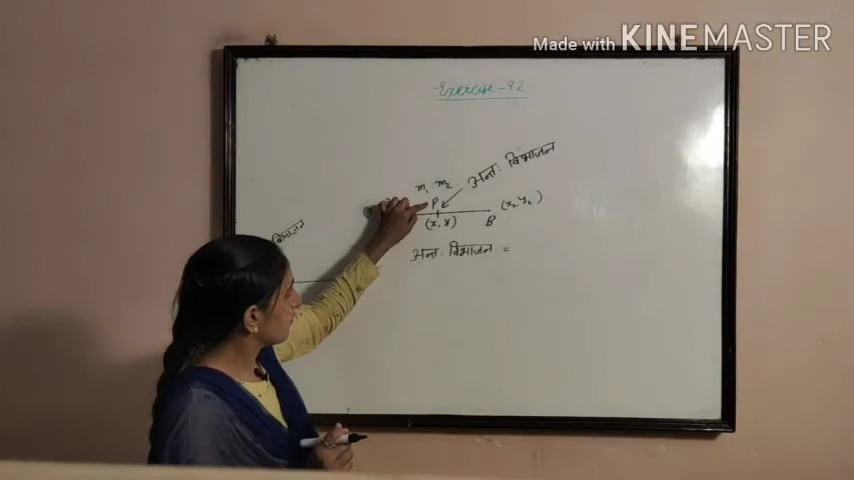 Made with KINEMASTER
Exercise-92
m₁ : m₂
अन्तः विभाजन
P
(x₂ y₂)
(x, y)
B
विभाजन
अन्तः विभाजन =